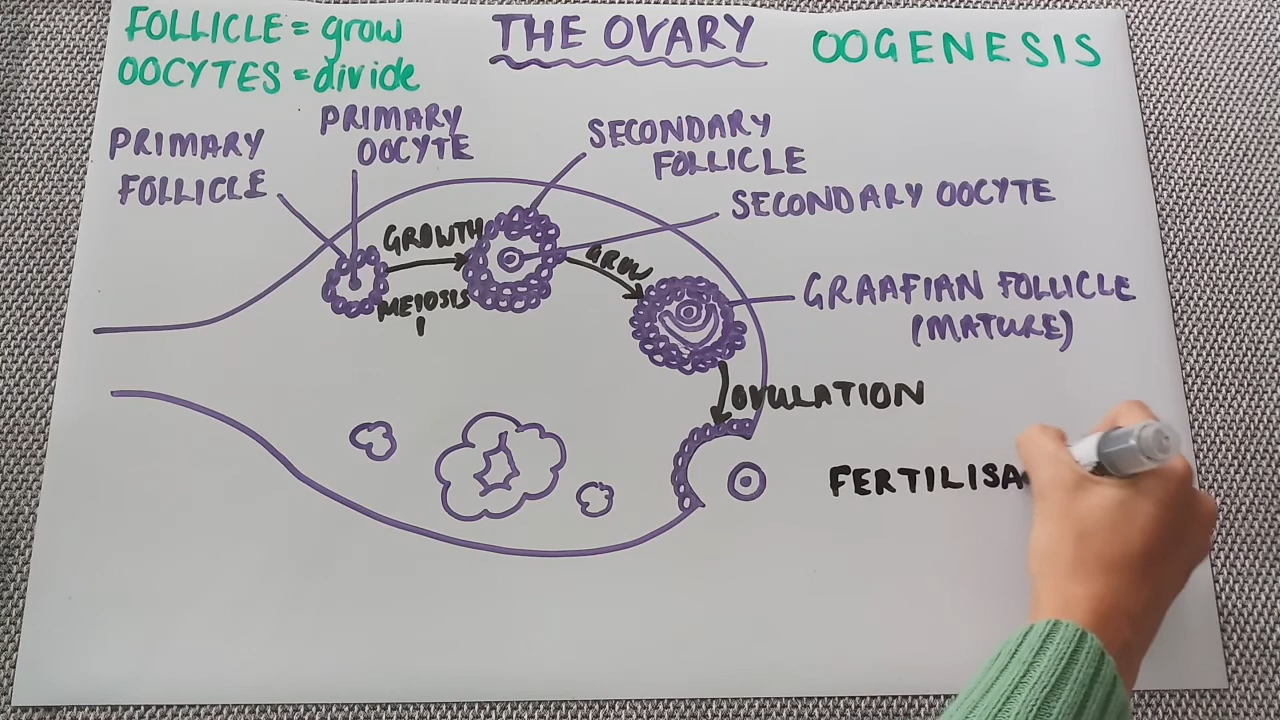 FOLLICLE = grow
OOCYTES = divide
THE OVARY
OOGENESIS
PRIMARY
FOLLICLE
PRIMARY
OOCYTE
SECONDARY
FOLLICLE
SECONDARY OOCYTE
GROWTH
MEIOSIS
I
GROW
GRAAFIAN FOLLICLE
(MATURE)
OVULATION
FERTILISA